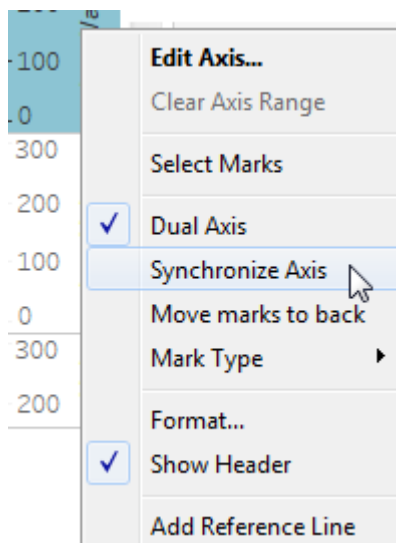 100
0
300
200
100
0
300
200
Edit Axis...
Clear Axis Range
Select Marks
Dual Axis
Synchronize Axis
Move marks to back
Mark Type
Format...
Show Header
Add Reference Line